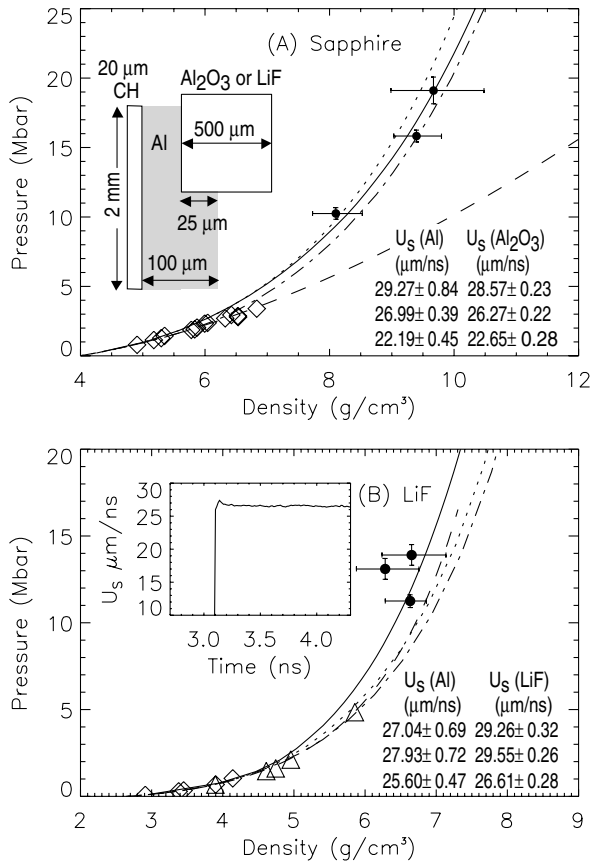 25
20
15
10
5
0
Pressure (Mbar)
(A) Sapphire
20 μm
CH
Al
Al₂O₃ or LiF
500 μm
2 mm
25 μm
100 μm
Uₛ (Al) Uₛ (Al₂O₃)
(μm/ns) (μm/ns)
29.27± 0.84 28.57± 0.23
26.99± 0.39 26.27± 0.22
22.19± 0.45 22.65± 0.28
4 6 8 10 12
Density (g/cm³)
20
15
10
5
0
Pressure (Mbar)
(B) LiF
30
25
20
15
10
Uₛ μm/ns
3.0 3.5 4.0
Time (ns)
Uₛ (Al) Uₛ (LiF)
(μm/ns) (μm/ns)
27.04± 0.69 29.26± 0.32
27.93± 0.72 29.55± 0.26
25.60± 0.47 26.61± 0.28
2 3 4 5 6 7 8 9
Density (g/cm³)